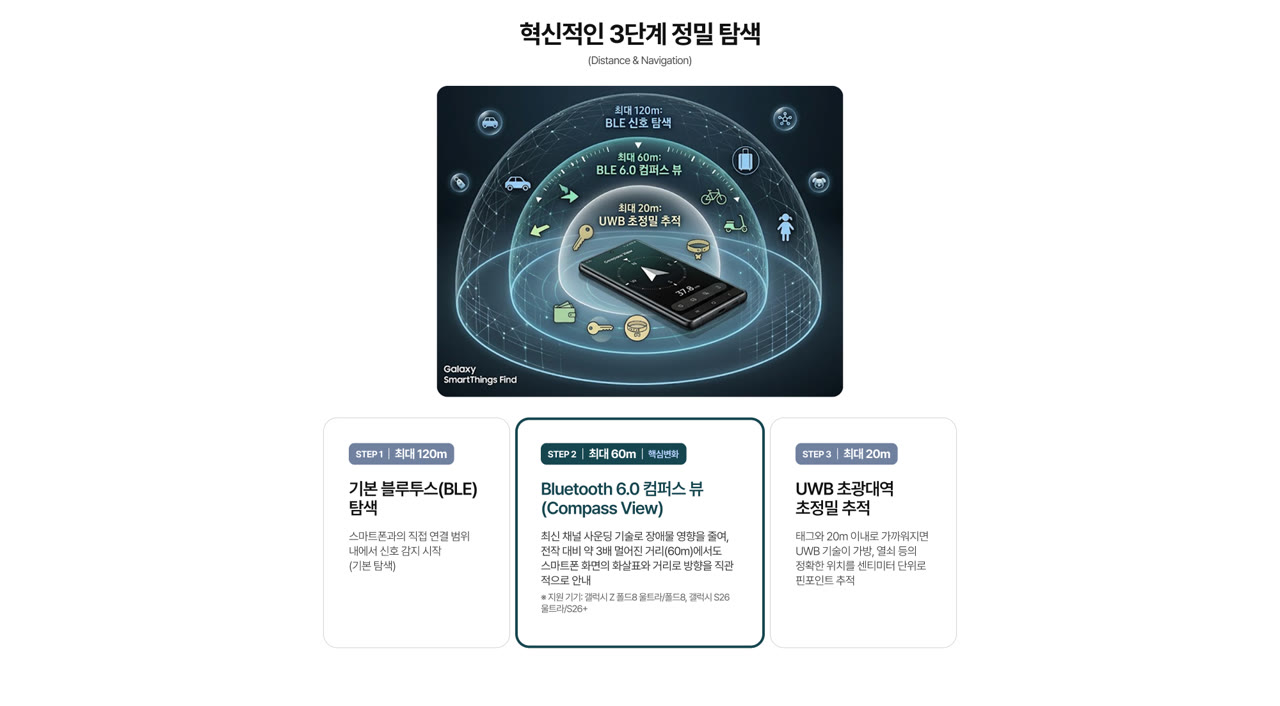 혁신적인 3단계 정밀 탐색
(Distance & Navigation)
최대 120m:
BLE 신호 탐색
최대 60m:
BLE 6.0 컴퍼스 뷰
최대 20m:
UWB 초정밀 추적
37.8
Galaxy
SmartThings Find
STEP 1 | 최대 120m
기본 블루투스(BLE)
탐색
스마트폰과의 직접 연결 범위
내에서 신호 감지 시작
(기본 탐색)
STEP 2 | 최대 60m | 핵심변화
Bluetooth 6.0 컴퍼스 뷰
(Compass View)
최신 채널 사운딩 기술로 장애물 영향을 줄여,
전작 대비 약 3배 멀어진 거리(60m)에서도
스마트폰 화면의 화살표와 거리로 방향을 직관
적으로 안내
※ 지원 기기: 갤럭시 Z 폴드8 울트라/폴드8, 갤럭시 S26
울트라/S26+
STEP 3 | 최대 20m
UWB 초광대역
초정밀 추적
태그와 20m 이내로 가까워지면
UWB 기술이 가방, 열쇠 등의
정확한 위치를 센티미터 단위로
핀포인트 추적